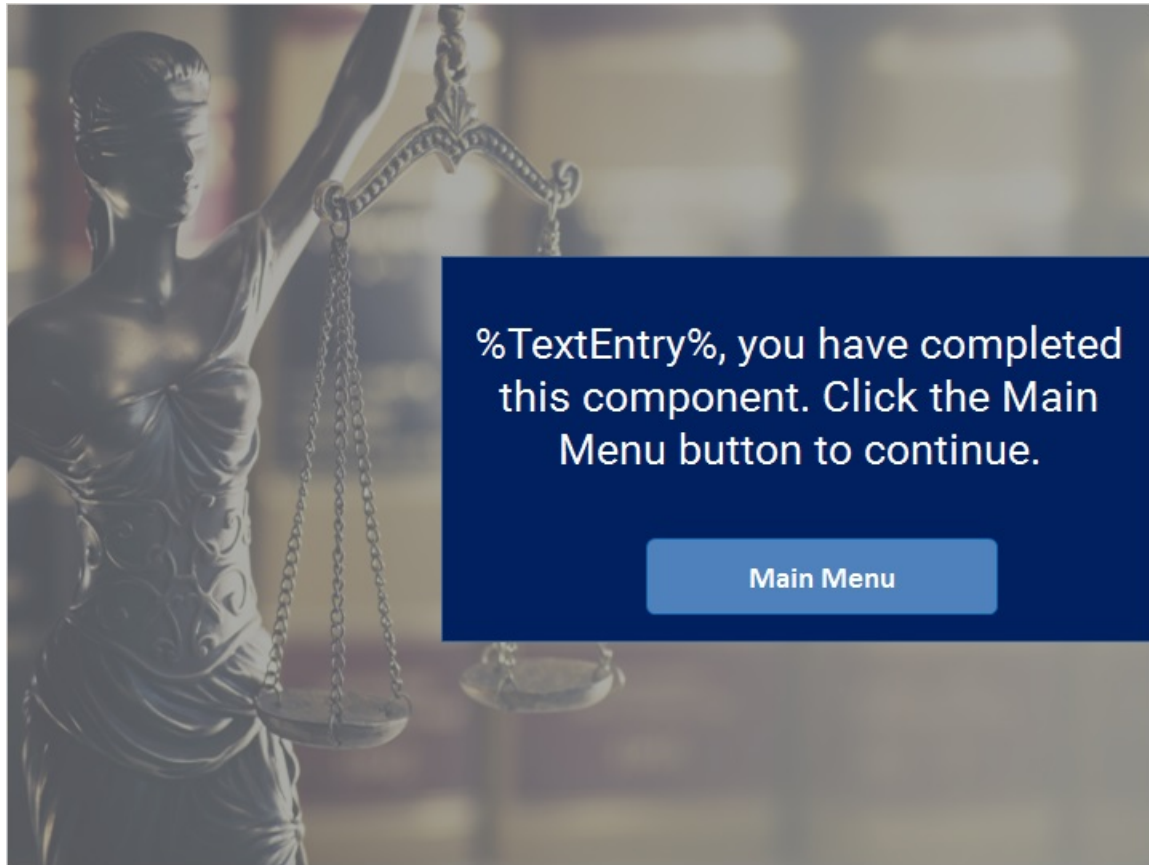 %TextEntry%, you have completed
this component. Click the Main
Menu button to continue.
Main Menu